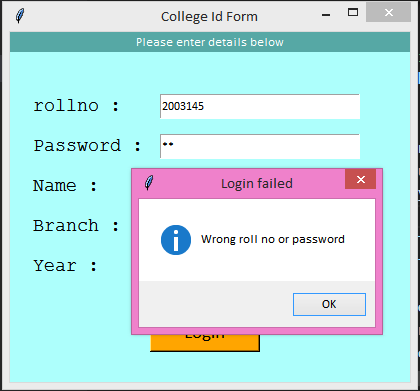 College Id Form
Please enter details below
rollno : 2003145
Password : **
Name :
Branch :
Year :
Login failed
Wrong roll no or password
OK
Login